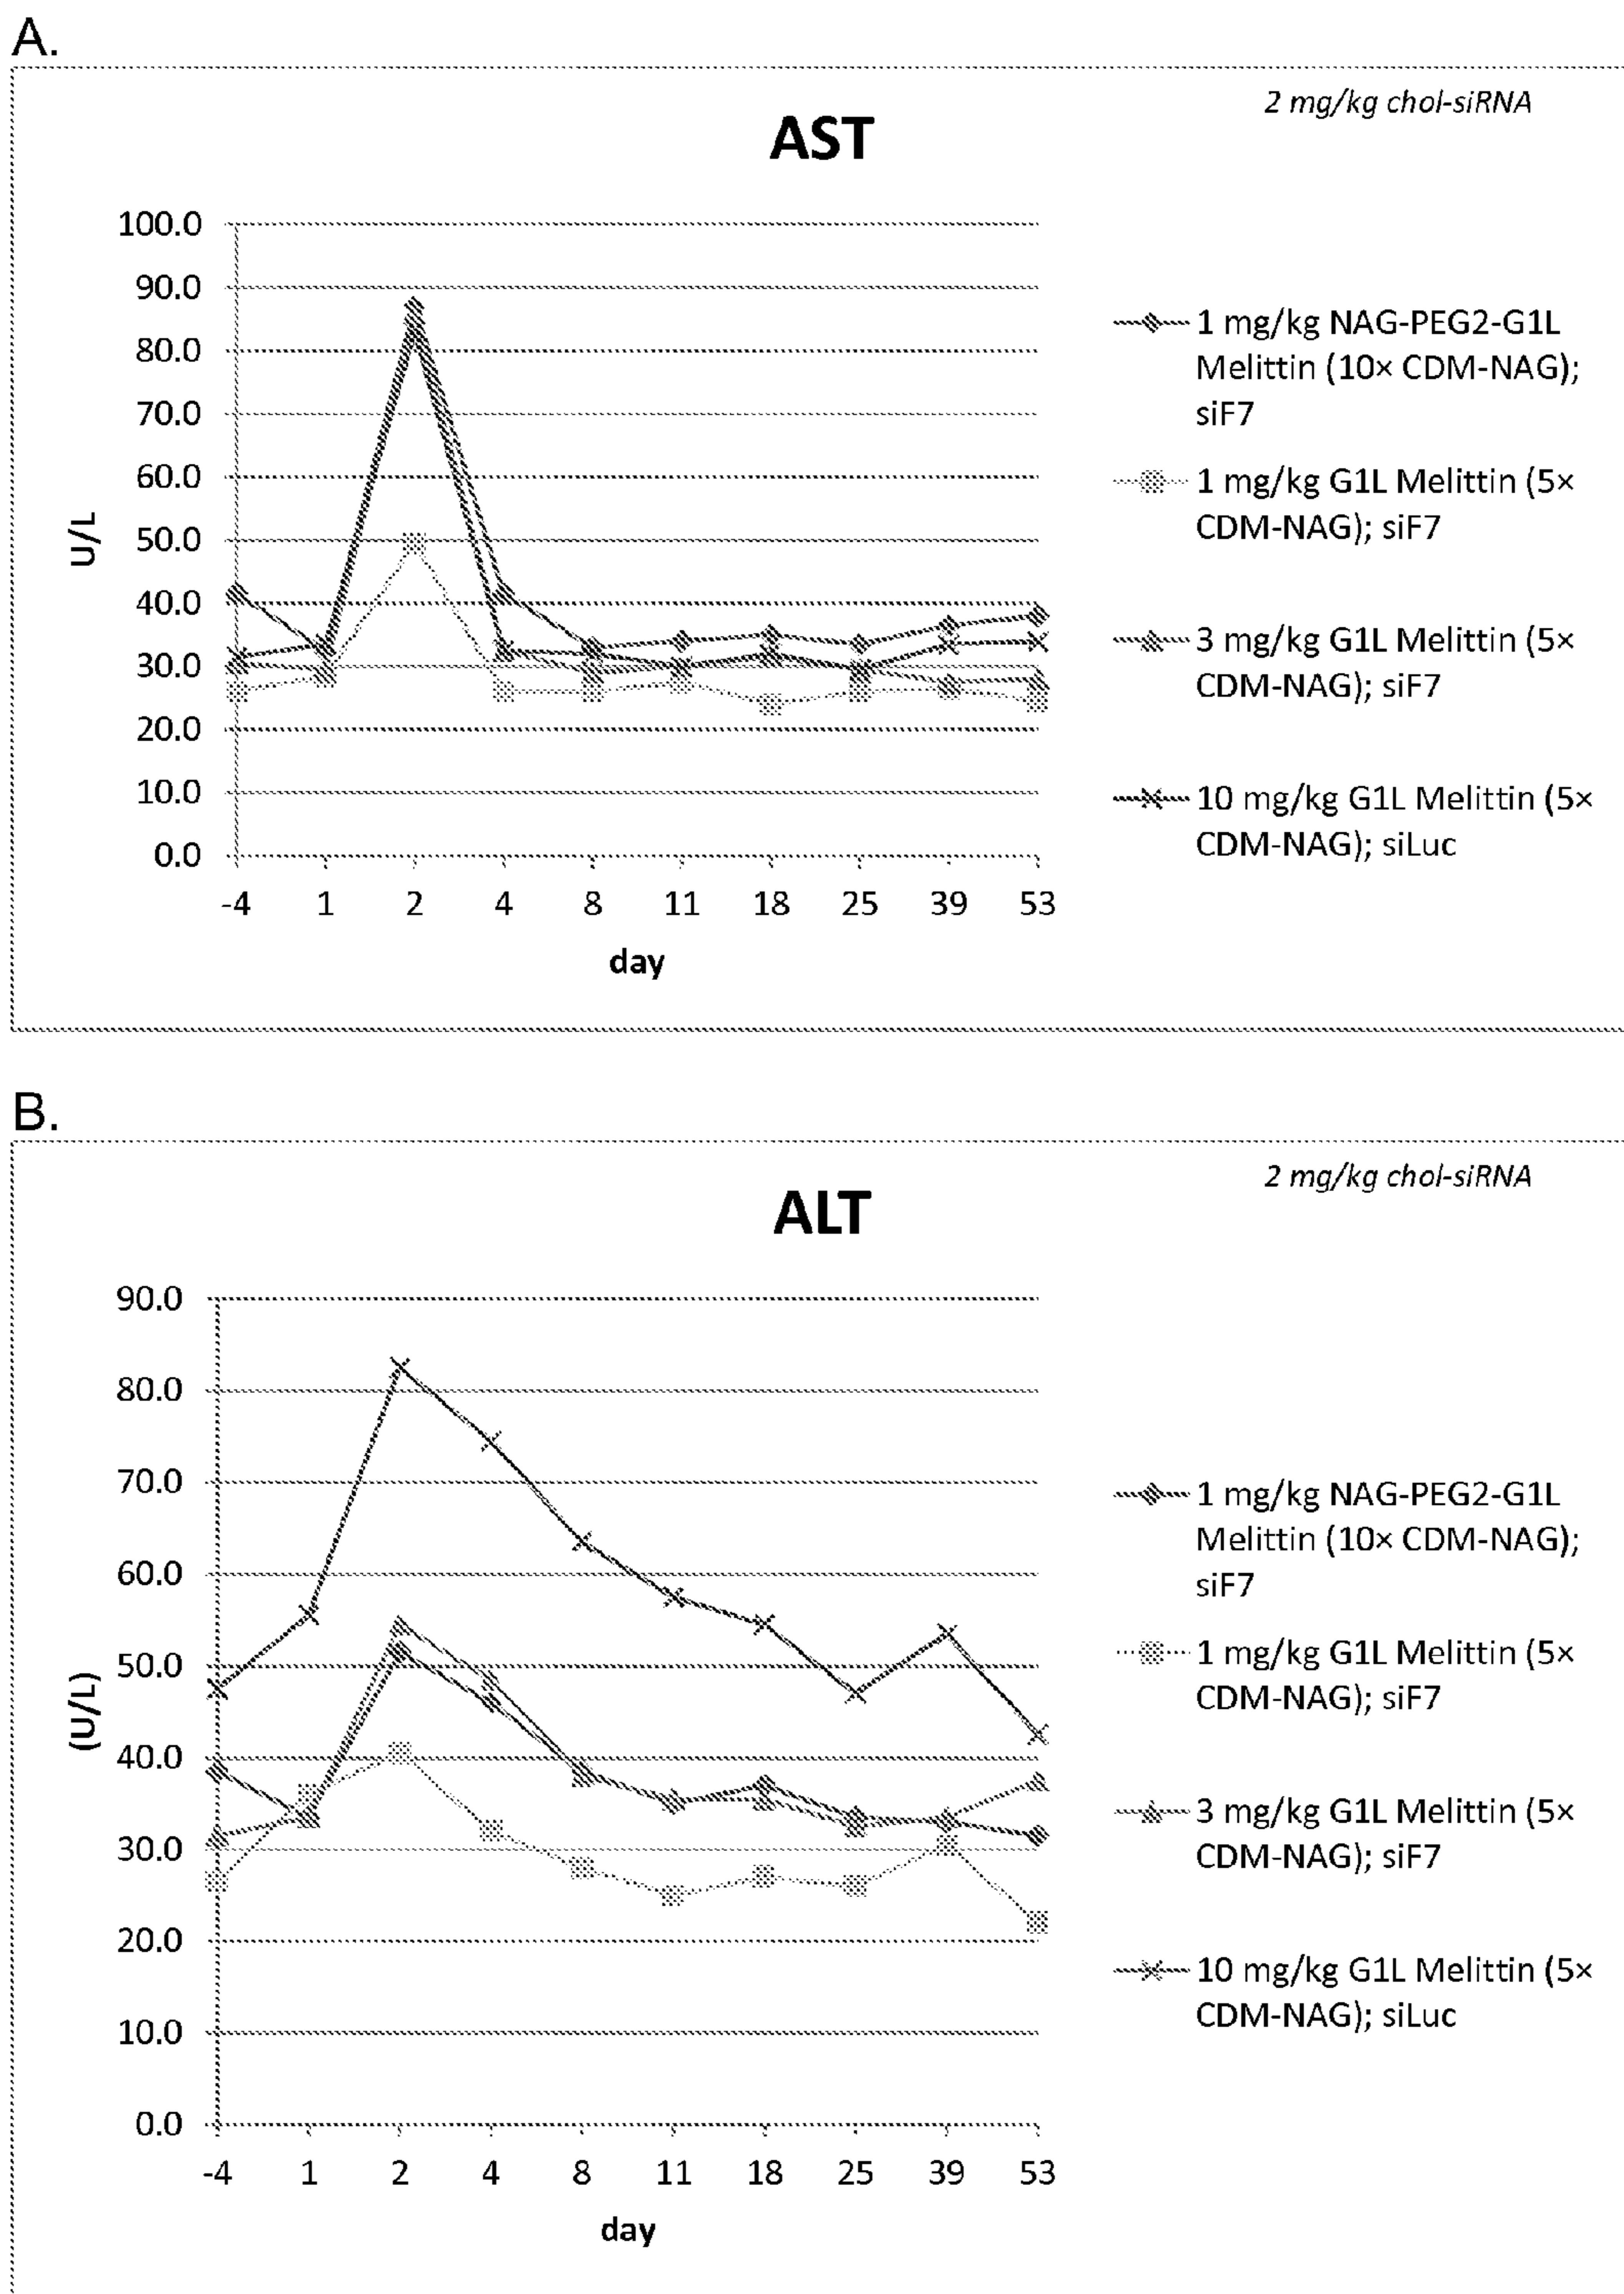 A.
2 mg/kg chol-siRNA
AST
100.0
90.0
80.0
70.0
60.0
50.0
40.0
30.0
20.0
10.0
0.0
U/L
-4 1 2 4 8 11 18 25 39 53
day
1 mg/kg NAG-PEG2-G1L
Melittin (10× CDM-NAG);
siF7
1 mg/kg G1L Melittin (5×
CDM-NAG); siF7
3 mg/kg G1L Melittin (5×
CDM-NAG); siF7
10 mg/kg G1L Melittin (5×
CDM-NAG); siLuc
B.
2 mg/kg chol-siRNA
ALT
90.0
80.0
70.0
60.0
50.0
40.0
30.0
20.0
10.0
0.0
(U/L)
-4 1 2 4 8 11 18 25 39 53
day
1 mg/kg NAG-PEG2-G1L
Melittin (10× CDM-NAG);
siF7
1 mg/kg G1L Melittin (5×
CDM-NAG); siF7
3 mg/kg G1L Melittin (5×
CDM-NAG); siF7
10 mg/kg G1L Melittin (5×
CDM-NAG); siLuc